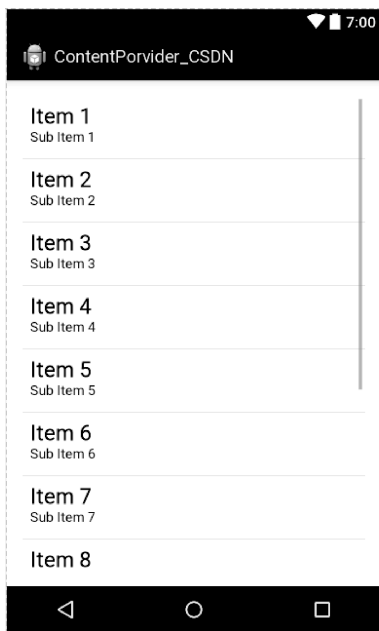 7:00
ContentPorvider_CSDN
Item 1
Sub Item 1
Item 2
Sub Item 2
Item 3
Sub Item 3
Item 4
Sub Item 4
Item 5
Sub Item 5
Item 6
Sub Item 6
Item 7
Sub Item 7
Item 8